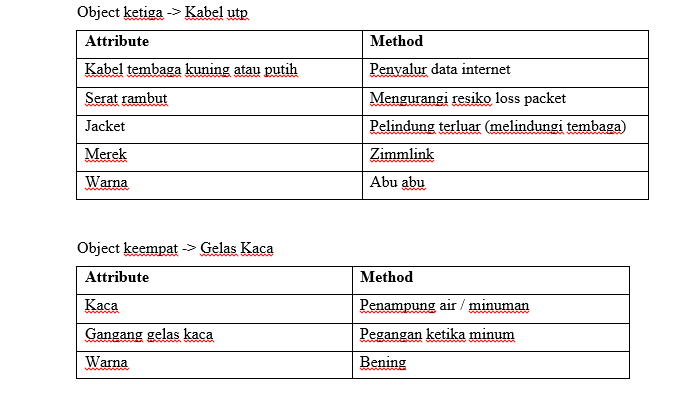 Object ketiga -> Kabel utp
Attribute Method
Kabel tembaga kuning atau putih Penyalur data internet
Serat rambut Mengurangi resiko loss packet
Jacket Pelindung terluar (melindungi tembaga)
Merek Zimmlink
Warna Abu abu
Object keempat -> Gelas Kaca
Attribute Method
Kaca Penampung air / minuman
Gangang gelas kaca Pegangan ketika minum
Warna Bening